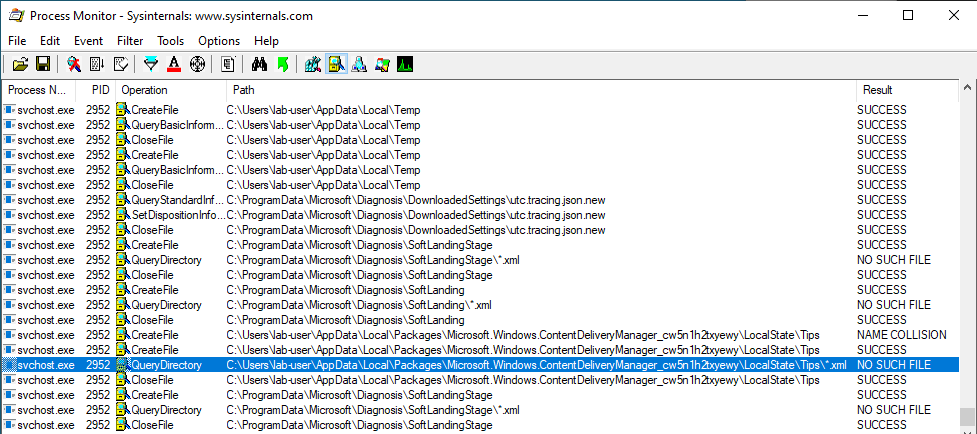 Process Monitor - Sysinternals: www.sysinternals.com
File Edit Event Filter Tools Options Help
Process N... PID Operation Path Result
svchost.exe 2952 CreateFile C:\Users\lab-user\AppData\Local\Temp SUCCESS
svchost.exe 2952 QueryBasicInform... C:\Users\lab-user\AppData\Local\Temp SUCCESS
svchost.exe 2952 CloseFile C:\Users\lab-user\AppData\Local\Temp SUCCESS
svchost.exe 2952 CreateFile C:\Users\lab-user\AppData\Local\Temp SUCCESS
svchost.exe 2952 QueryBasicInform... C:\Users\lab-user\AppData\Local\Temp SUCCESS
svchost.exe 2952 CloseFile C:\Users\lab-user\AppData\Local\Temp SUCCESS
svchost.exe 2952 QueryStandardInf... C:\ProgramData\Microsoft\Diagnosis\DownloadedSettings\utc.tracing.json.new SUCCESS
svchost.exe 2952 SetDispositionInfo... C:\ProgramData\Microsoft\Diagnosis\DownloadedSettings\utc.tracing.json.new SUCCESS
svchost.exe 2952 CloseFile C:\ProgramData\Microsoft\Diagnosis\DownloadedSettings\utc.tracing.json.new SUCCESS
svchost.exe 2952 CreateFile C:\ProgramData\Microsoft\Diagnosis\SoftLandingStage SUCCESS
svchost.exe 2952 QueryDirectory C:\ProgramData\Microsoft\Diagnosis\SoftLandingStage\*.xml NO SUCH FILE
svchost.exe 2952 CloseFile C:\ProgramData\Microsoft\Diagnosis\SoftLandingStage SUCCESS
svchost.exe 2952 CreateFile C:\ProgramData\Microsoft\Diagnosis\SoftLanding SUCCESS
svchost.exe 2952 QueryDirectory C:\ProgramData\Microsoft\Diagnosis\SoftLanding\*.xml NO SUCH FILE
svchost.exe 2952 CloseFile C:\ProgramData\Microsoft\Diagnosis\SoftLanding SUCCESS
svchost.exe 2952 CreateFile C:\Users\lab-user\AppData\Local\Packages\Microsoft.Windows.ContentDeliveryManager_cw5n1h2txyewy\LocalState\Tips NAME COLLISION
svchost.exe 2952 CreateFile C:\Users\lab-user\AppData\Local\Packages\Microsoft.Windows.ContentDeliveryManager_cw5n1h2txyewy\LocalState\Tips SUCCESS
svchost.exe 2952 QueryDirectory C:\Users\lab-user\AppData\Local\Packages\Microsoft.Windows.ContentDeliveryManager_cw5n1h2txyewy\LocalState\Tips\*.xml NO SUCH FILE
svchost.exe 2952 CloseFile C:\Users\lab-user\AppData\Local\Packages\Microsoft.Windows.ContentDeliveryManager_cw5n1h2txyewy\LocalState\Tips SUCCESS
svchost.exe 2952 CreateFile C:\ProgramData\Microsoft\Diagnosis\SoftLandingStage SUCCESS
svchost.exe 2952 QueryDirectory C:\ProgramData\Microsoft\Diagnosis\SoftLandingStage\*.xml NO SUCH FILE
svchost.exe 2952 CloseFile C:\ProgramData\Microsoft\Diagnosis\SoftLandingStage SUCCESS